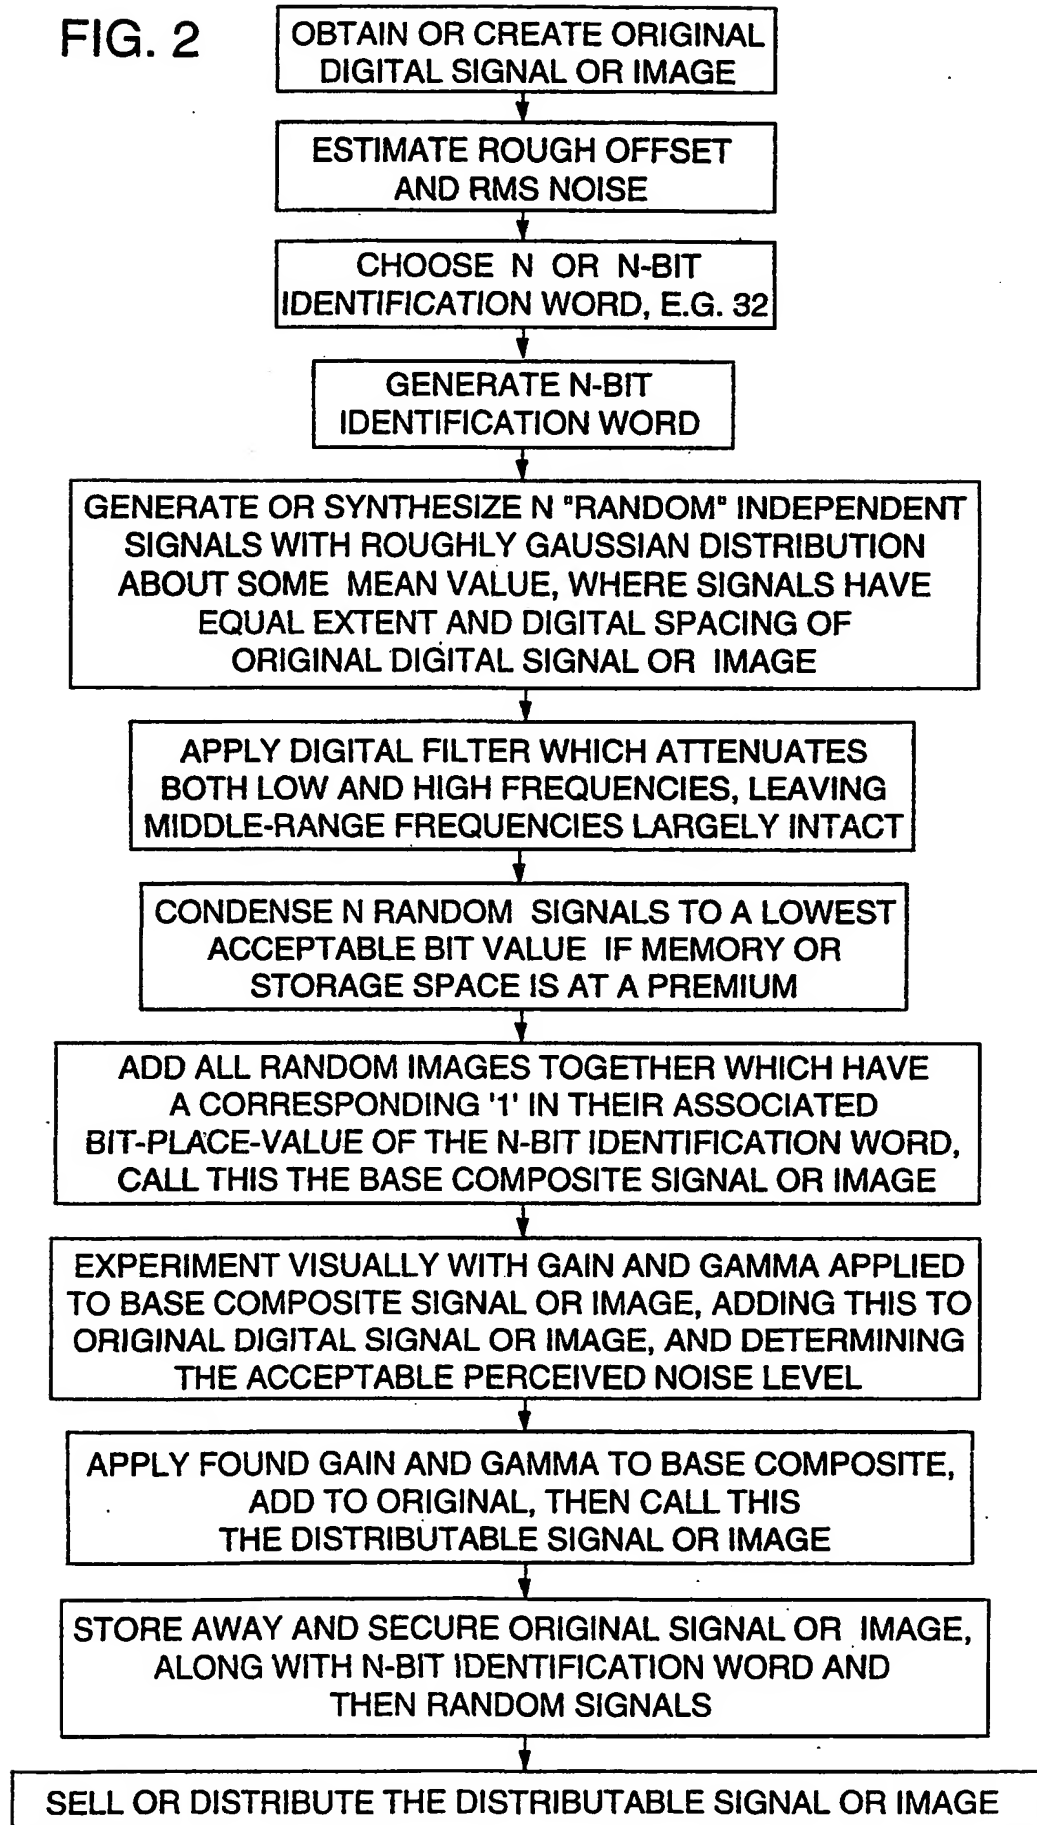 FIG. 2
OBTAIN OR CREATE ORIGINAL
DIGITAL SIGNAL OR IMAGE
ESTIMATE ROUGH OFFSET
AND RMS NOISE
CHOOSE N OR N-BIT
IDENTIFICATION WORD, E.G. 32
GENERATE N-BIT
IDENTIFICATION WORD
GENERATE OR SYNTHESIZE N "RANDOM" INDEPENDENT
SIGNALS WITH ROUGHLY GAUSSIAN DISTRIBUTION
ABOUT SOME MEAN VALUE, WHERE SIGNALS HAVE
EQUAL EXTENT AND DIGITAL SPACING OF
ORIGINAL DIGITAL SIGNAL OR IMAGE
APPLY DIGITAL FILTER WHICH ATTENUATES
BOTH LOW AND HIGH FREQUENCIES, LEAVING
MIDDLE-RANGE FREQUENCIES LARGELY INTACT
CONDENSE N RANDOM SIGNALS TO A LOWEST
ACCEPTABLE BIT VALUE IF MEMORY OR
STORAGE SPACE IS AT A PREMIUM
ADD ALL RANDOM IMAGES TOGETHER WHICH HAVE
A CORRESPONDING '1' IN THEIR ASSOCIATED
BIT-PLACE-VALUE OF THE N-BIT IDENTIFICATION WORD,
CALL THIS THE BASE COMPOSITE SIGNAL OR IMAGE
EXPERIMENT VISUALLY WITH GAIN AND GAMMA APPLIED
TO BASE COMPOSITE SIGNAL OR IMAGE, ADDING THIS TO
ORIGINAL DIGITAL SIGNAL OR IMAGE, AND DETERMINING
THE ACCEPTABLE PERCEIVED NOISE LEVEL
APPLY FOUND GAIN AND GAMMA TO BASE COMPOSITE,
ADD TO ORIGINAL, THEN CALL THIS
THE DISTRIBUTABLE SIGNAL OR IMAGE
STORE AWAY AND SECURE ORIGINAL SIGNAL OR IMAGE,
ALONG WITH N-BIT IDENTIFICATION WORD AND
THEN RANDOM SIGNALS
SELL OR DISTRIBUTE THE DISTRIBUTABLE SIGNAL OR IMAGE